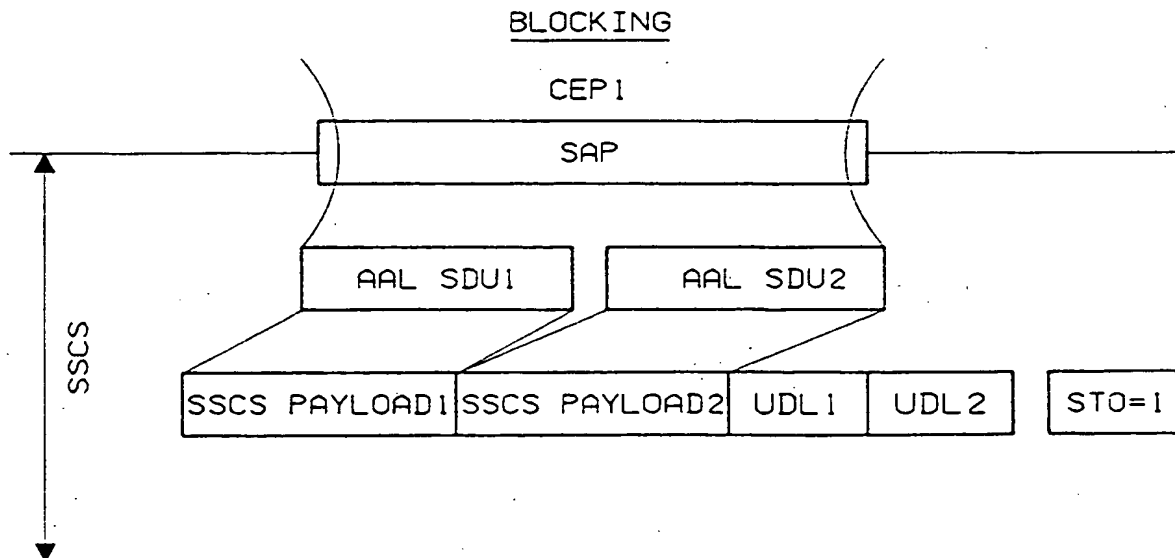 BLOCKING
CEP1
SAP
AAL SDU1 AAL SDU2
SSCS
SSCS PAYLOAD1 SSCS PAYLOAD2 UDL1 UDL2 STO=1